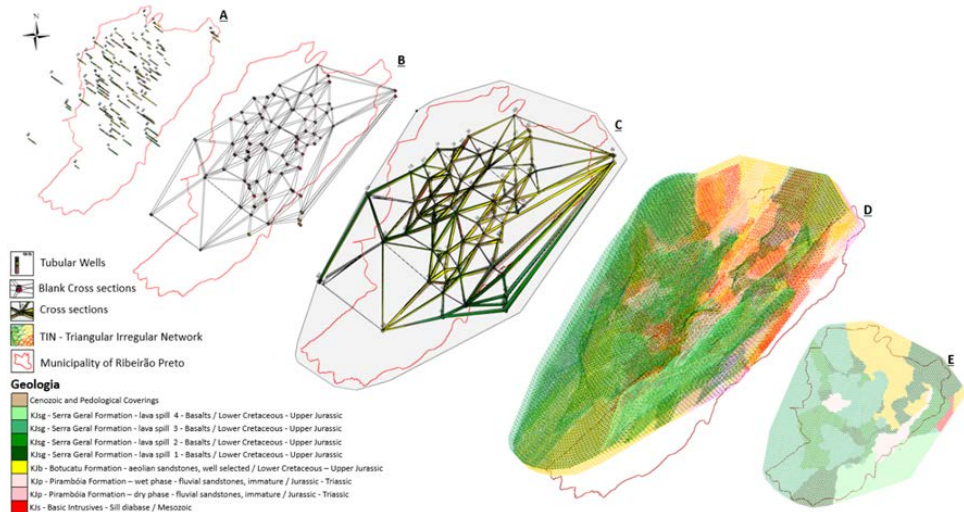 A
B
C
D
E
Tubular Wells
Blank Cross sections
Cross sections
TIN - Triangular Irregular Network
Municipality of Ribeirão Preto
Geologia
Cenozoic and Pedological Coverings
KJsg - Serra Geral Formation - lava spill 4 - Basalts / Lower Cretaceous - Upper Jurassic
KJsg - Serra Geral Formation - lava spill 3 - Basalts / Lower Cretaceous - Upper Jurassic
KJsg - Serra Geral Formation - lava spill 2 - Basalts / Lower Cretaceous - Upper Jurassic
KJsg - Serra Geral Formation - lava spill 1 - Basalts / Lower Cretaceous - Upper Jurassic
KJb - Botucatu Formation - aeolian sandstones, well selected / Lower Cretaceous – Upper Jurassic
KJp - Pirambóia Formation – wet phase - fluvial sandstones, immature / Jurassic - Triassic
KJp - Pirambóia Formation – dry phase - fluvial sandstones, immature / Jurassic - Triassic
KJs - Basic Intrusives - Sill diabase / Mesozoic